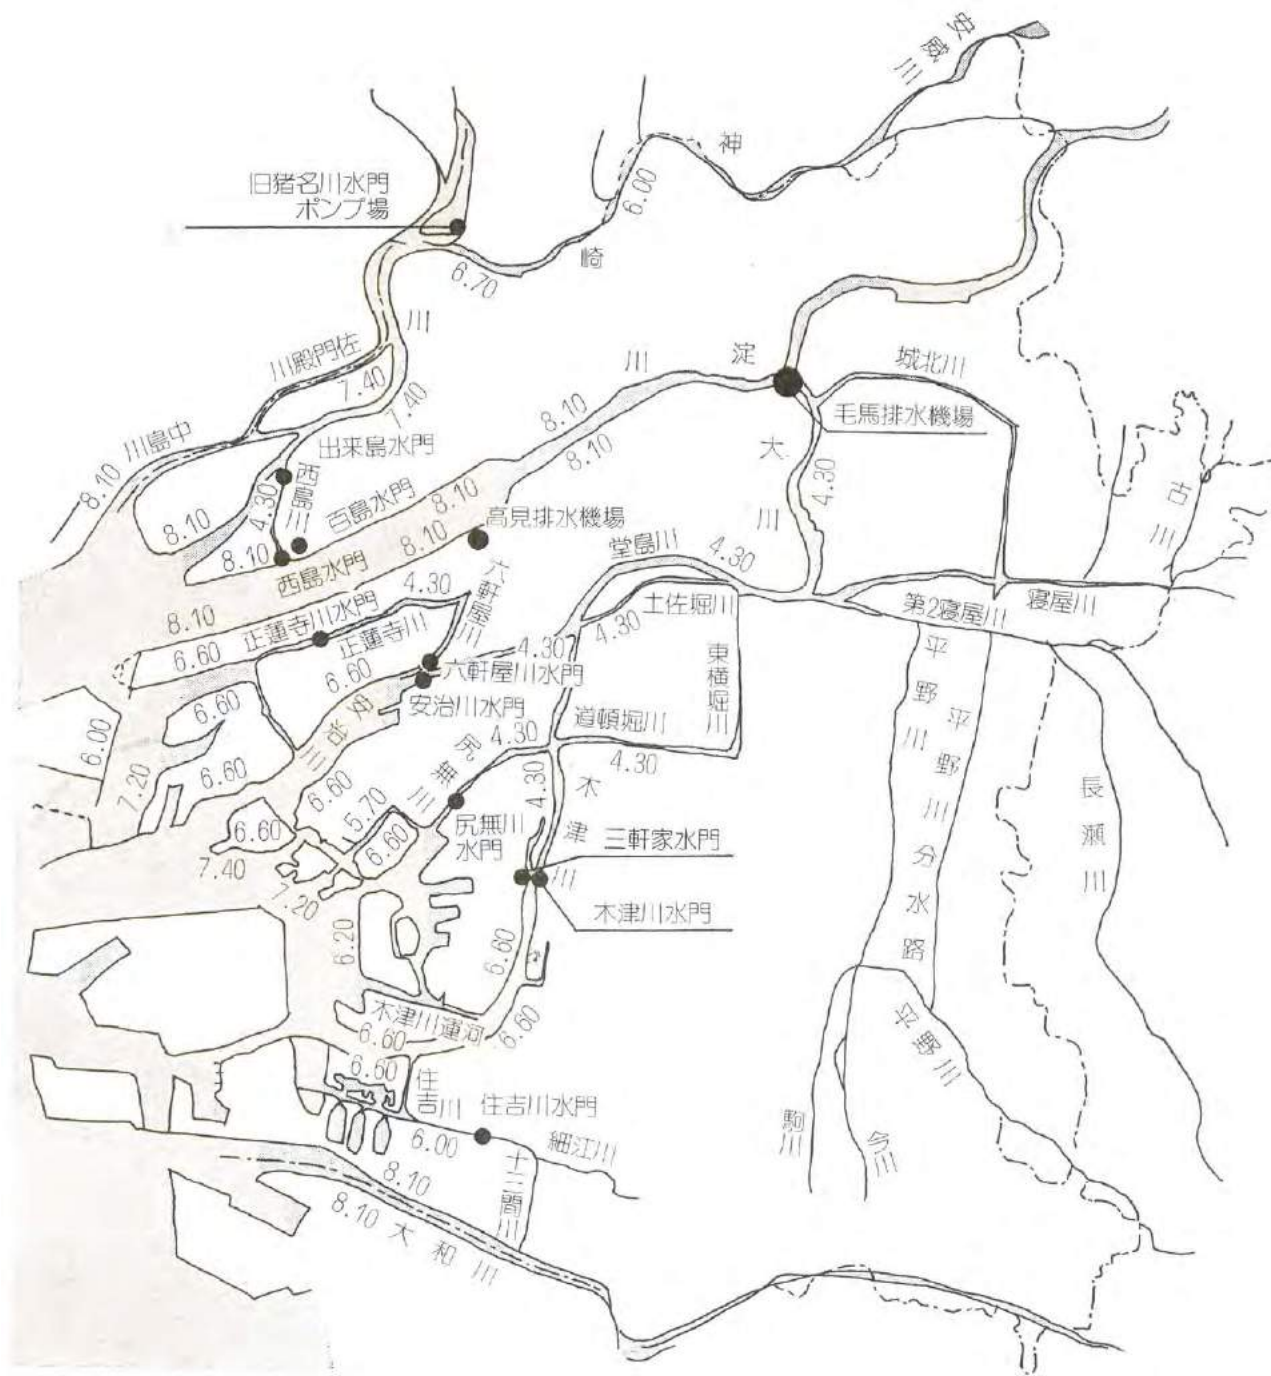 安威川
神
崎
川
6.00
旧猪名川水門
ポンプ場
6.70
川殿門佐
7.40
7.40
淀
川
城北川
毛馬排水機場
8.10
8.10
川島中
8.10
出来島水門
西島川
4.30
百島水門
8.10
8.10
8.10
8.10
高見排水機場
西島水門
大川
4.30
古川
堂島川
4.30
六軒屋川
4.30
8.10
正蓮寺川水門
正蓮寺川
6.60
6.60
土佐堀川
4.30
第2寝屋川
寝屋川
4.30
六軒屋川水門
安治川水門
安治川
東横堀川
平野川
平野川分水路
6.60
6.00
7.20
6.60
道頓堀川
4.30
4.30
尻無川
4.30
木津川
長瀬川
6.60
5.70
6.60
6.60
7.40
7.20
尻無川
水門
三軒家水門
木津川水門
6.20
6.60
木津川運河
6.60
6.60
6.60
平野川
住吉川
住吉川水門
6.00
細江川
十三間川
駒川
今川
8.10
8.10
大和川